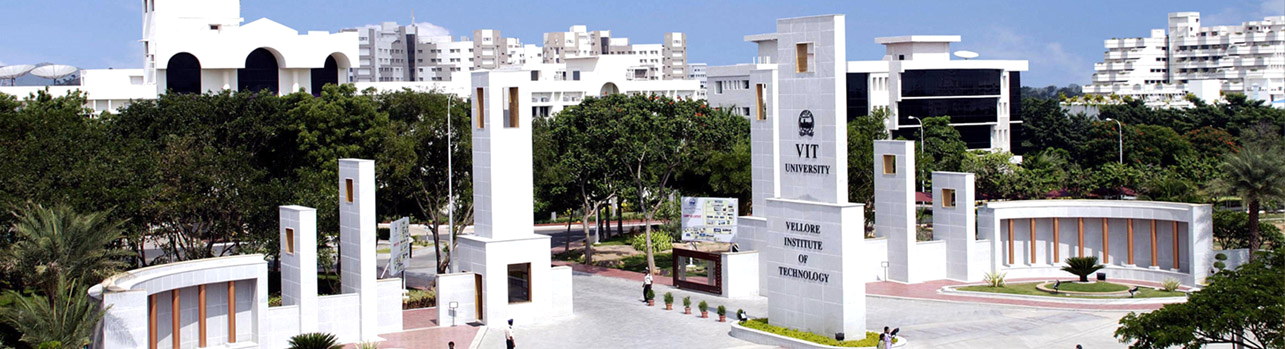 VIT
UNIVERSITY
VELLORE
INSTITUTE
OF
TECHNOLOGY